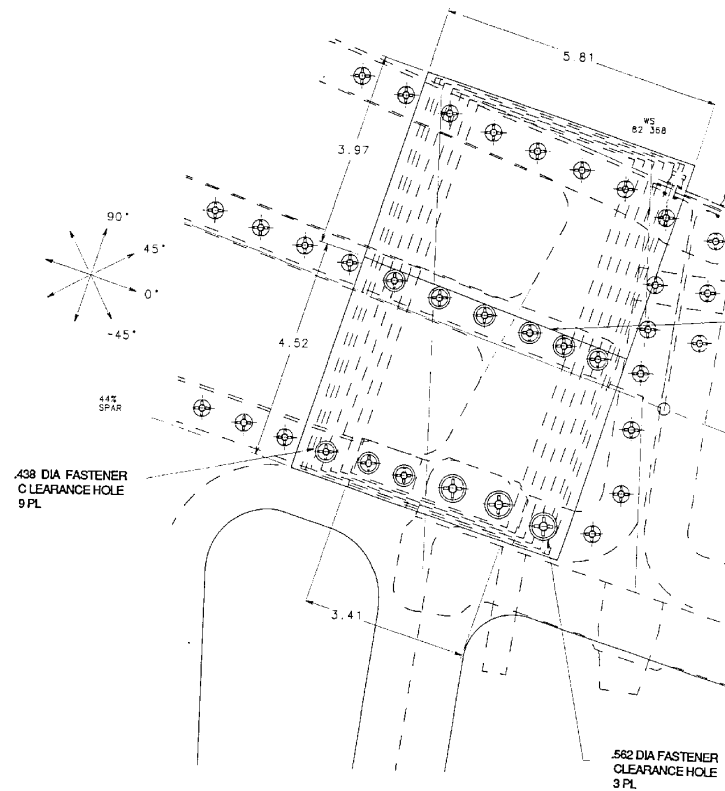 5.81
WS
82 368
3.97
90°
45°
0°
-45°
4.52
44%
SPAR
.438 DIA FASTENER
C LEARANCE HOLE
9 PL
3.41
.562 DIA FASTENER
CLEARANCE HOLE
3 PL